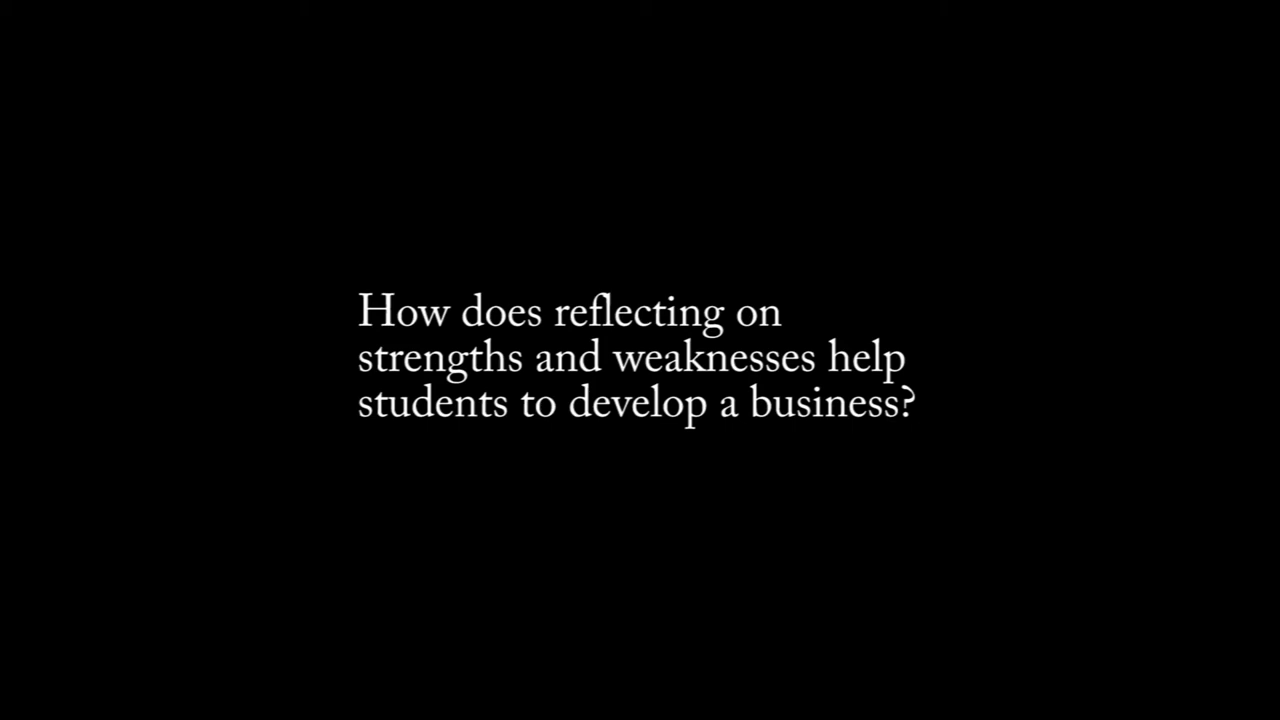 How does reflecting on
strengths and weaknesses help
students to develop a business?